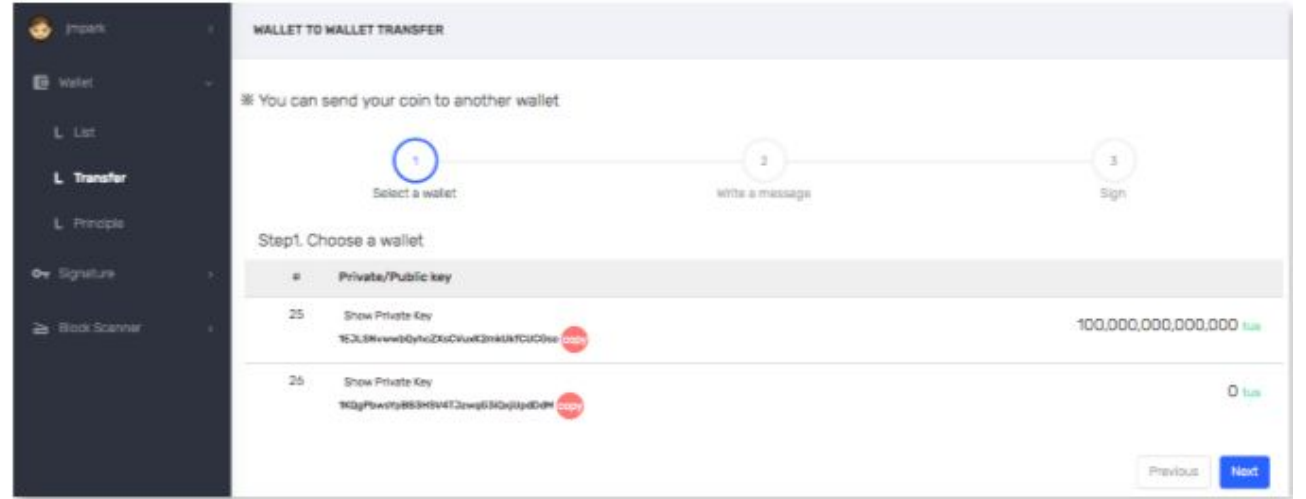 jmpark
Wallet
L List
L Transfer
L Principle
Signature
Block Scanner
WALLET TO WALLET TRANSFER
※ You can send your coin to another wallet
1
Select a wallet
2
Write a message
3
Sign
Step1. Choose a wallet
# Private/Public key
25 Show Private Key
copy
100,000,000,000,000 tus
26 Show Private Key
copy
0 tus
Previous Next